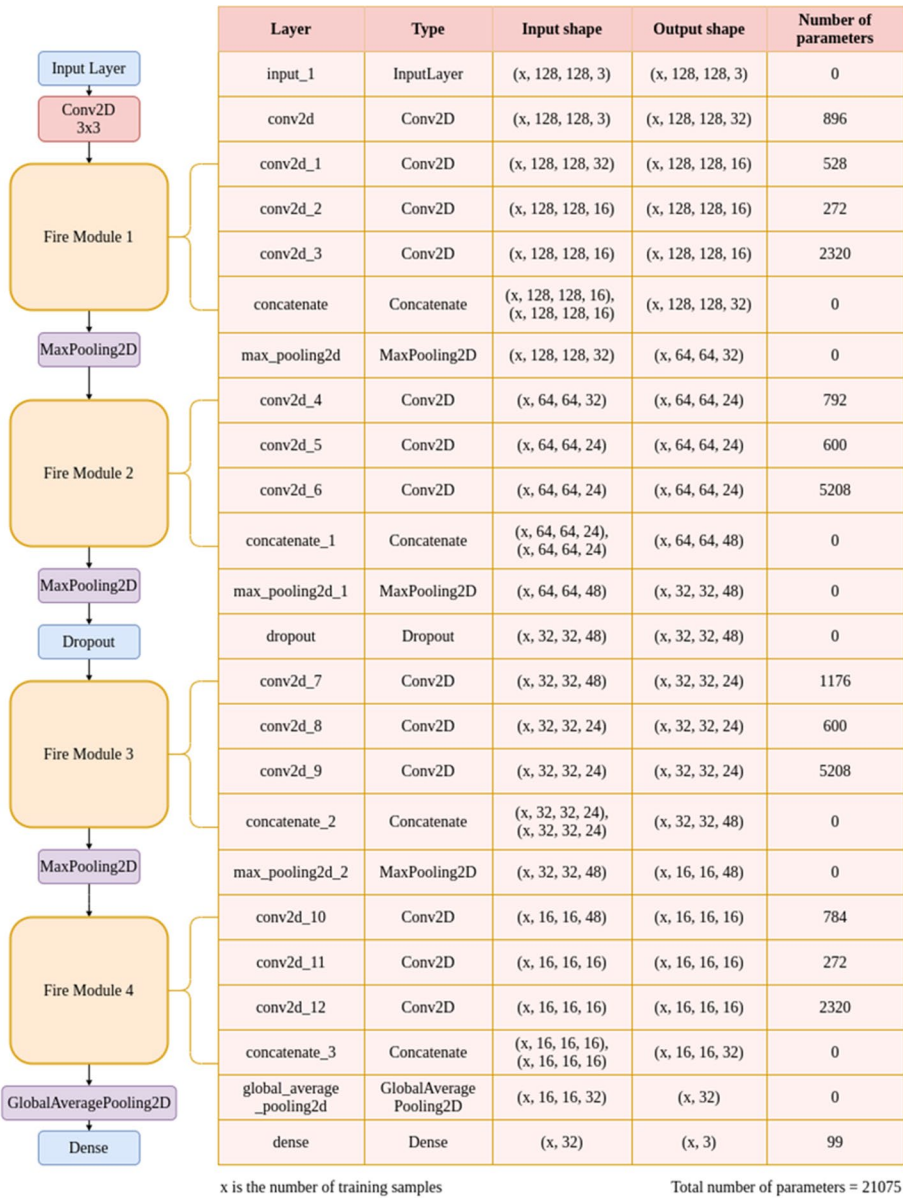 Input Layer
Conv2D
3x3
Fire Module 1
MaxPooling2D
Fire Module 2
MaxPooling2D
Dropout
Fire Module 3
MaxPooling2D
Fire Module 4
GlobalAveragePooling2D
Dense
Layer Type Input shape Output shape Number of
parameters
input_1 InputLayer (x, 128, 128, 3) (x, 128, 128, 3) 0
conv2d Conv2D (x, 128, 128, 3) (x, 128, 128, 32) 896
conv2d_1 Conv2D (x, 128, 128, 32) (x, 128, 128, 16) 528
conv2d_2 Conv2D (x, 128, 128, 16) (x, 128, 128, 16) 272
conv2d_3 Conv2D (x, 128, 128, 16) (x, 128, 128, 16) 2320
concatenate Concatenate (x, 128, 128, 16),
(x, 128, 128, 16) (x, 128, 128, 32) 0
max_pooling2d MaxPooling2D (x, 128, 128, 32) (x, 64, 64, 32) 0
conv2d_4 Conv2D (x, 64, 64, 32) (x, 64, 64, 24) 792
conv2d_5 Conv2D (x, 64, 64, 24) (x, 64, 64, 24) 600
conv2d_6 Conv2D (x, 64, 64, 24) (x, 64, 64, 24) 5208
concatenate_1 Concatenate (x, 64, 64, 24),
(x, 64, 64, 24) (x, 64, 64, 48) 0
max_pooling2d_1 MaxPooling2D (x, 64, 64, 48) (x, 32, 32, 48) 0
dropout Dropout (x, 32, 32, 48) (x, 32, 32, 48) 0
conv2d_7 Conv2D (x, 32, 32, 48) (x, 32, 32, 24) 1176
conv2d_8 Conv2D (x, 32, 32, 24) (x, 32, 32, 24) 600
conv2d_9 Conv2D (x, 32, 32, 24) (x, 32, 32, 24) 5208
concatenate_2 Concatenate (x, 32, 32, 24),
(x, 32, 32, 24) (x, 32, 32, 48) 0
max_pooling2d_2 MaxPooling2D (x, 32, 32, 48) (x, 16, 16, 48) 0
conv2d_10 Conv2D (x, 16, 16, 48) (x, 16, 16, 16) 784
conv2d_11 Conv2D (x, 16, 16, 16) (x, 16, 16, 16) 272
conv2d_12 Conv2D (x, 16, 16, 16) (x, 16, 16, 16) 2320
concatenate_3 Concatenate (x, 16, 16, 16),
(x, 16, 16, 16) (x, 16, 16, 32) 0
global_average
_pooling2d GlobalAverage
Pooling2D (x, 16, 16, 32) (x, 32) 0
dense Dense (x, 32) (x, 3) 99
x is the number of training samples Total number of parameters = 21075